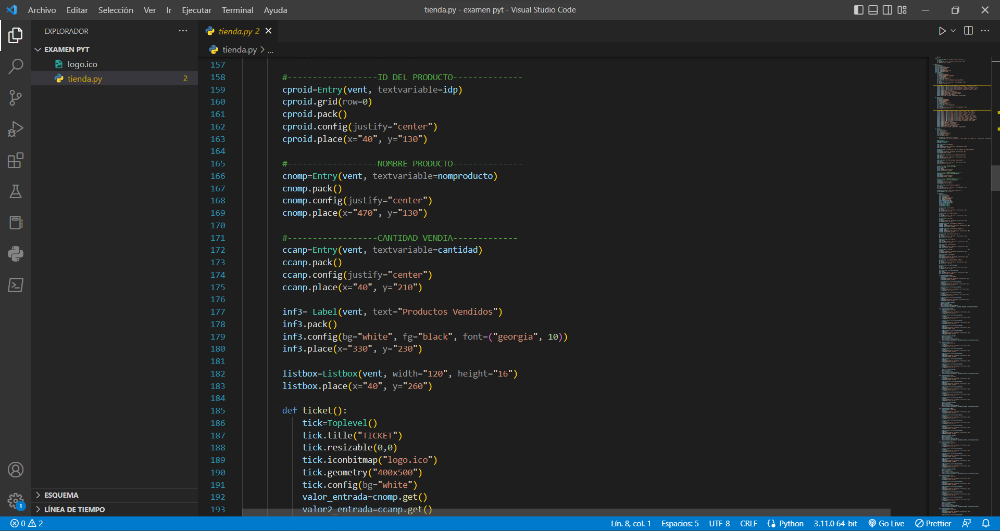 Archivo Editar Selección Ver Ir Ejecutar Terminal Ayuda
tienda.py - examen pyt - Visual Studio Code
EXPLORADOR ...
EXAMEN PYT
logo.ico
tienda.py 2
ESQUEMA
LÍNEA DE TIEMPO
1
tienda.py 2
tienda.py > ...
157
158 #------------------ID DEL PRODUCTO--------------
159 cproid=Entry(vent, textvariable=idp)
160 cproid.grid(row=0)
161 cproid.pack()
162 cproid.config(justify="center")
163 cproid.place(x="40", y="130")
164
165 #------------------NOMBRE PRODUCTO--------------
166 cnomp=Entry(vent, textvariable=nomproducto)
167 cnomp.pack()
168 cnomp.config(justify="center")
169 cnomp.place(x="470", y="130")
170
171 #------------------CANTIDAD VENDIA-------------
172 ccanp=Entry(vent, textvariable=cantidad)
173 ccanp.pack()
174 ccanp.config(justify="center")
175 ccanp.place(x="40", y="210")
176
177 inf3= Label(vent, text="Productos Vendidos")
178 inf3.pack()
179 inf3.config(bg="white", fg="black", font=("georgia", 10))
180 inf3.place(x="330", y="230")
181
182 listbox=Listbox(vent, width="120", height="16")
183 listbox.place(x="40", y="260")
184
185 def ticket():
186 tick=Toplevel()
187 tick.title("TICKET")
188 tick.resizable(0,0)
189 tick.iconbitmap("logo.ico")
190 tick.geometry("400x500")
191 tick.config(bg="white")
192 valor_entrada=cnomp.get()
193 valor2_entrada=ccanp.get()
0 2
Lín. 8, col. 1 Espacios: 5 UTF-8 CRLF Python 3.11.0 64-bit Go Live Prettier